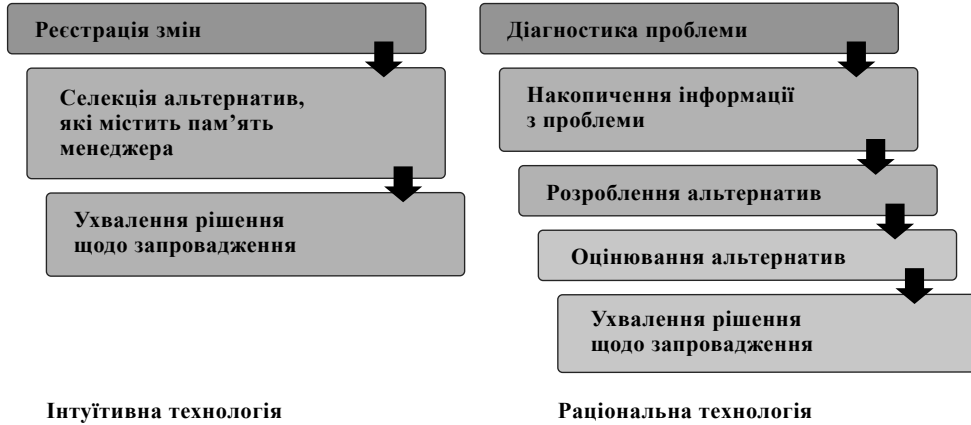 Реєстрація змін
Селекція альтернатив,
які містить пам’ять
менеджера
Ухвалення рішення
щодо запровадження
Інтуїтивна технологія
Діагностика проблеми
Накопичення інформації
з проблеми
Розроблення альтернатив
Оцінювання альтернатив
Ухвалення рішення
щодо запровадження
Раціональна технологія